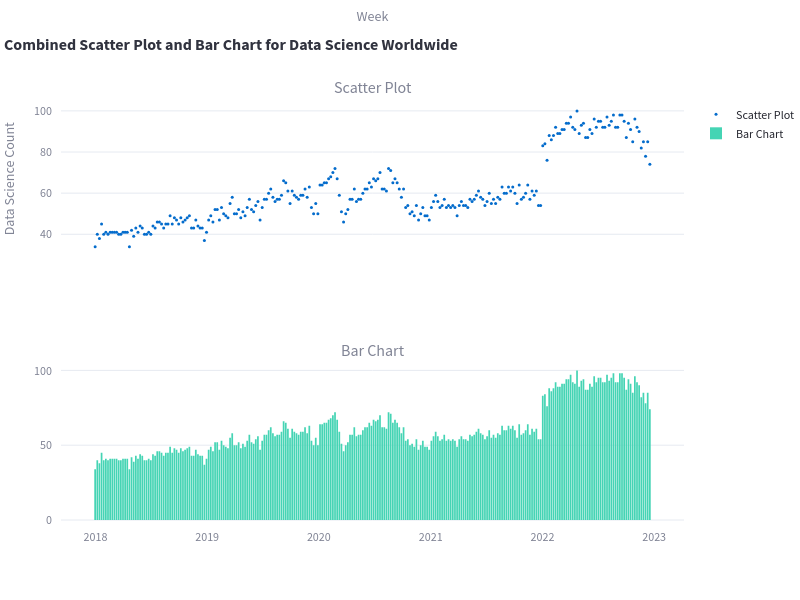 Week
Combined Scatter Plot and Bar Chart for Data Science Worldwide
Scatter Plot
Data Science Count
100
80
60
40
Scatter Plot
Bar Chart
Bar Chart
100
50
0
2018 2019 2020 2021 2022 2023